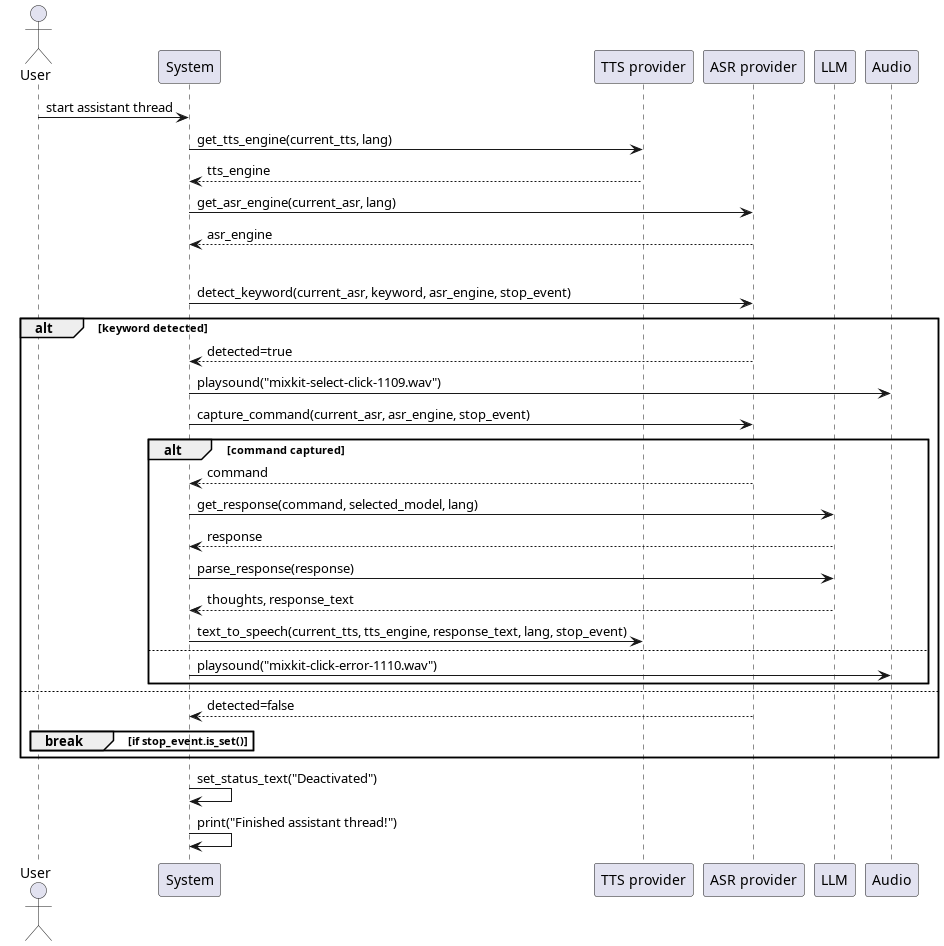 User
System
TTS provider
ASR provider
LLM
Audio
start assistant thread
get_tts_engine(current_tts, lang)
tts_engine
get_asr_engine(current_asr, lang)
asr_engine
detect_keyword(current_asr, keyword, asr_engine, stop_event)
alt [keyword detected]
detected=true
playsound("mixkit-select-click-1109.wav")
capture_command(current_asr, asr_engine, stop_event)
alt [command captured]
command
get_response(command, selected_model, lang)
response
parse_response(response)
thoughts, response_text
text_to_speech(current_tts, tts_engine, response_text, lang, stop_event)
playsound("mixkit-click-error-1110.wav")
detected=false
break [if stop_event.is_set()]
set_status_text("Deactivated")
print("Finished assistant thread!")
User
System
TTS provider
ASR provider
LLM
Audio